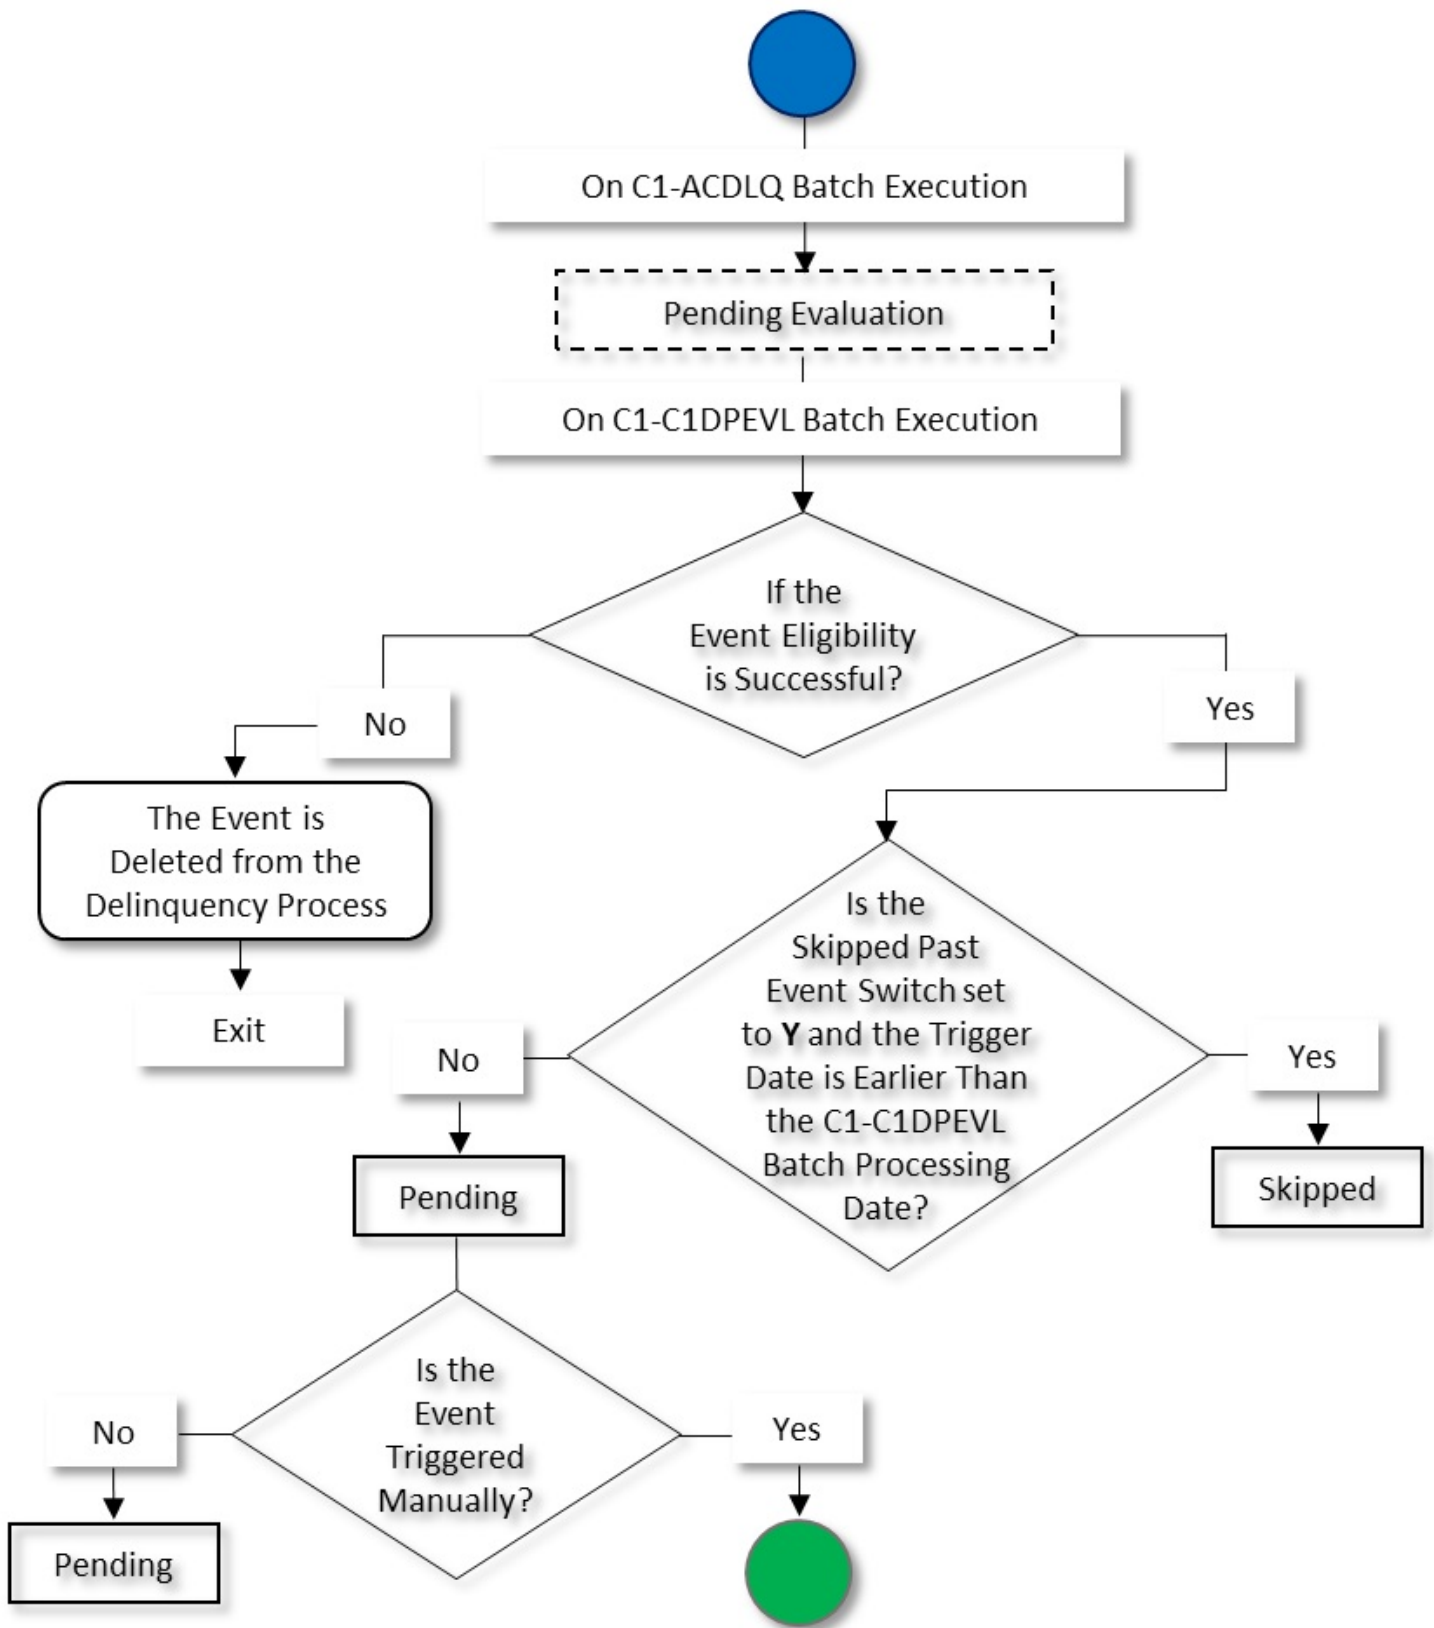 On C1-ACDLQ Batch Execution
Pending Evaluation
On C1-C1DPEVL Batch Execution
If the
Event Eligibility
is Successful?
No
Yes
The Event is
Deleted from the
Delinquency Process
Exit
Is the
Skipped Past
Event Switch set
to Y and the Trigger
Date is Earlier Than
the C1-C1DPEVL
Batch Processing
Date?
No
Yes
Pending
Skipped
Is the
Event
Triggered
Manually?
No
Yes
Pending